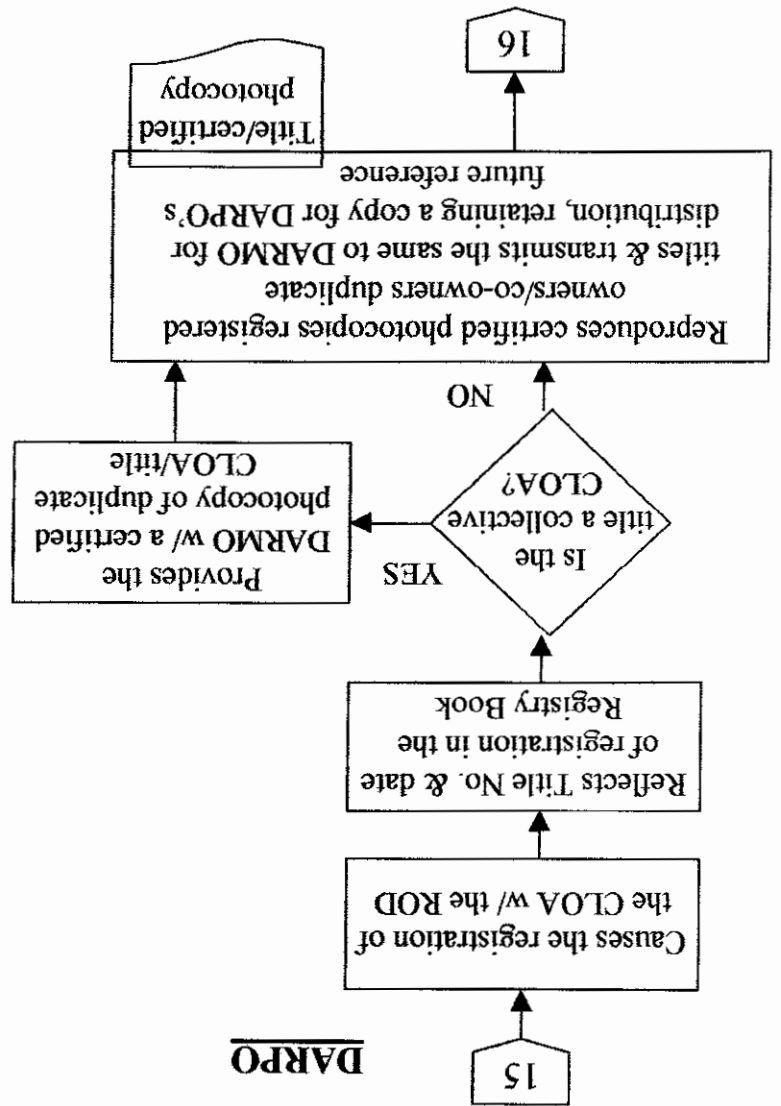 DARPO
15
Causes the registration of
the CLOA w/ the ROD
Reflects Title No. & date
of registration in the
Registry Book
Is the
title a collective
CLOA?
YES
Provides the
DARMO w/ a certified
photocopy of duplicate
CLOA/title
NO
Reproduces certified photocopies registered
owners/co-owners duplicate
titles & transmits the same to DARMO for
distribution, retaining a copy for DARPO's
future reference
Title/certified
photocopy
16